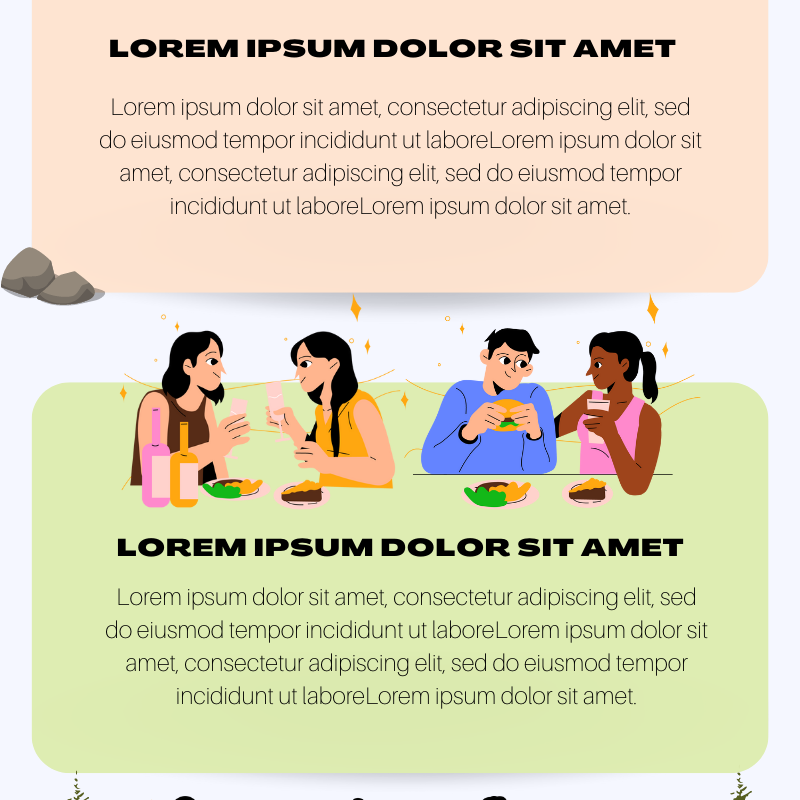 LOREM IPSUM DOLOR SIT AMET
Lorem ipsum dolor sit amet, consectetur adipiscing elit, sed
do eiusmod tempor incididunt ut laboreLorem ipsum dolor sit
amet, consectetur adipiscing elit, sed do eiusmod tempor
incididunt ut laboreLorem ipsum dolor sit amet.
LOREM IPSUM DOLOR SIT AMET
Lorem ipsum dolor sit amet, consectetur adipiscing elit, sed
do eiusmod tempor incididunt ut laboreLorem ipsum dolor sit
amet, consectetur adipiscing elit, sed do eiusmod tempor
incididunt ut laboreLorem ipsum dolor sit amet.